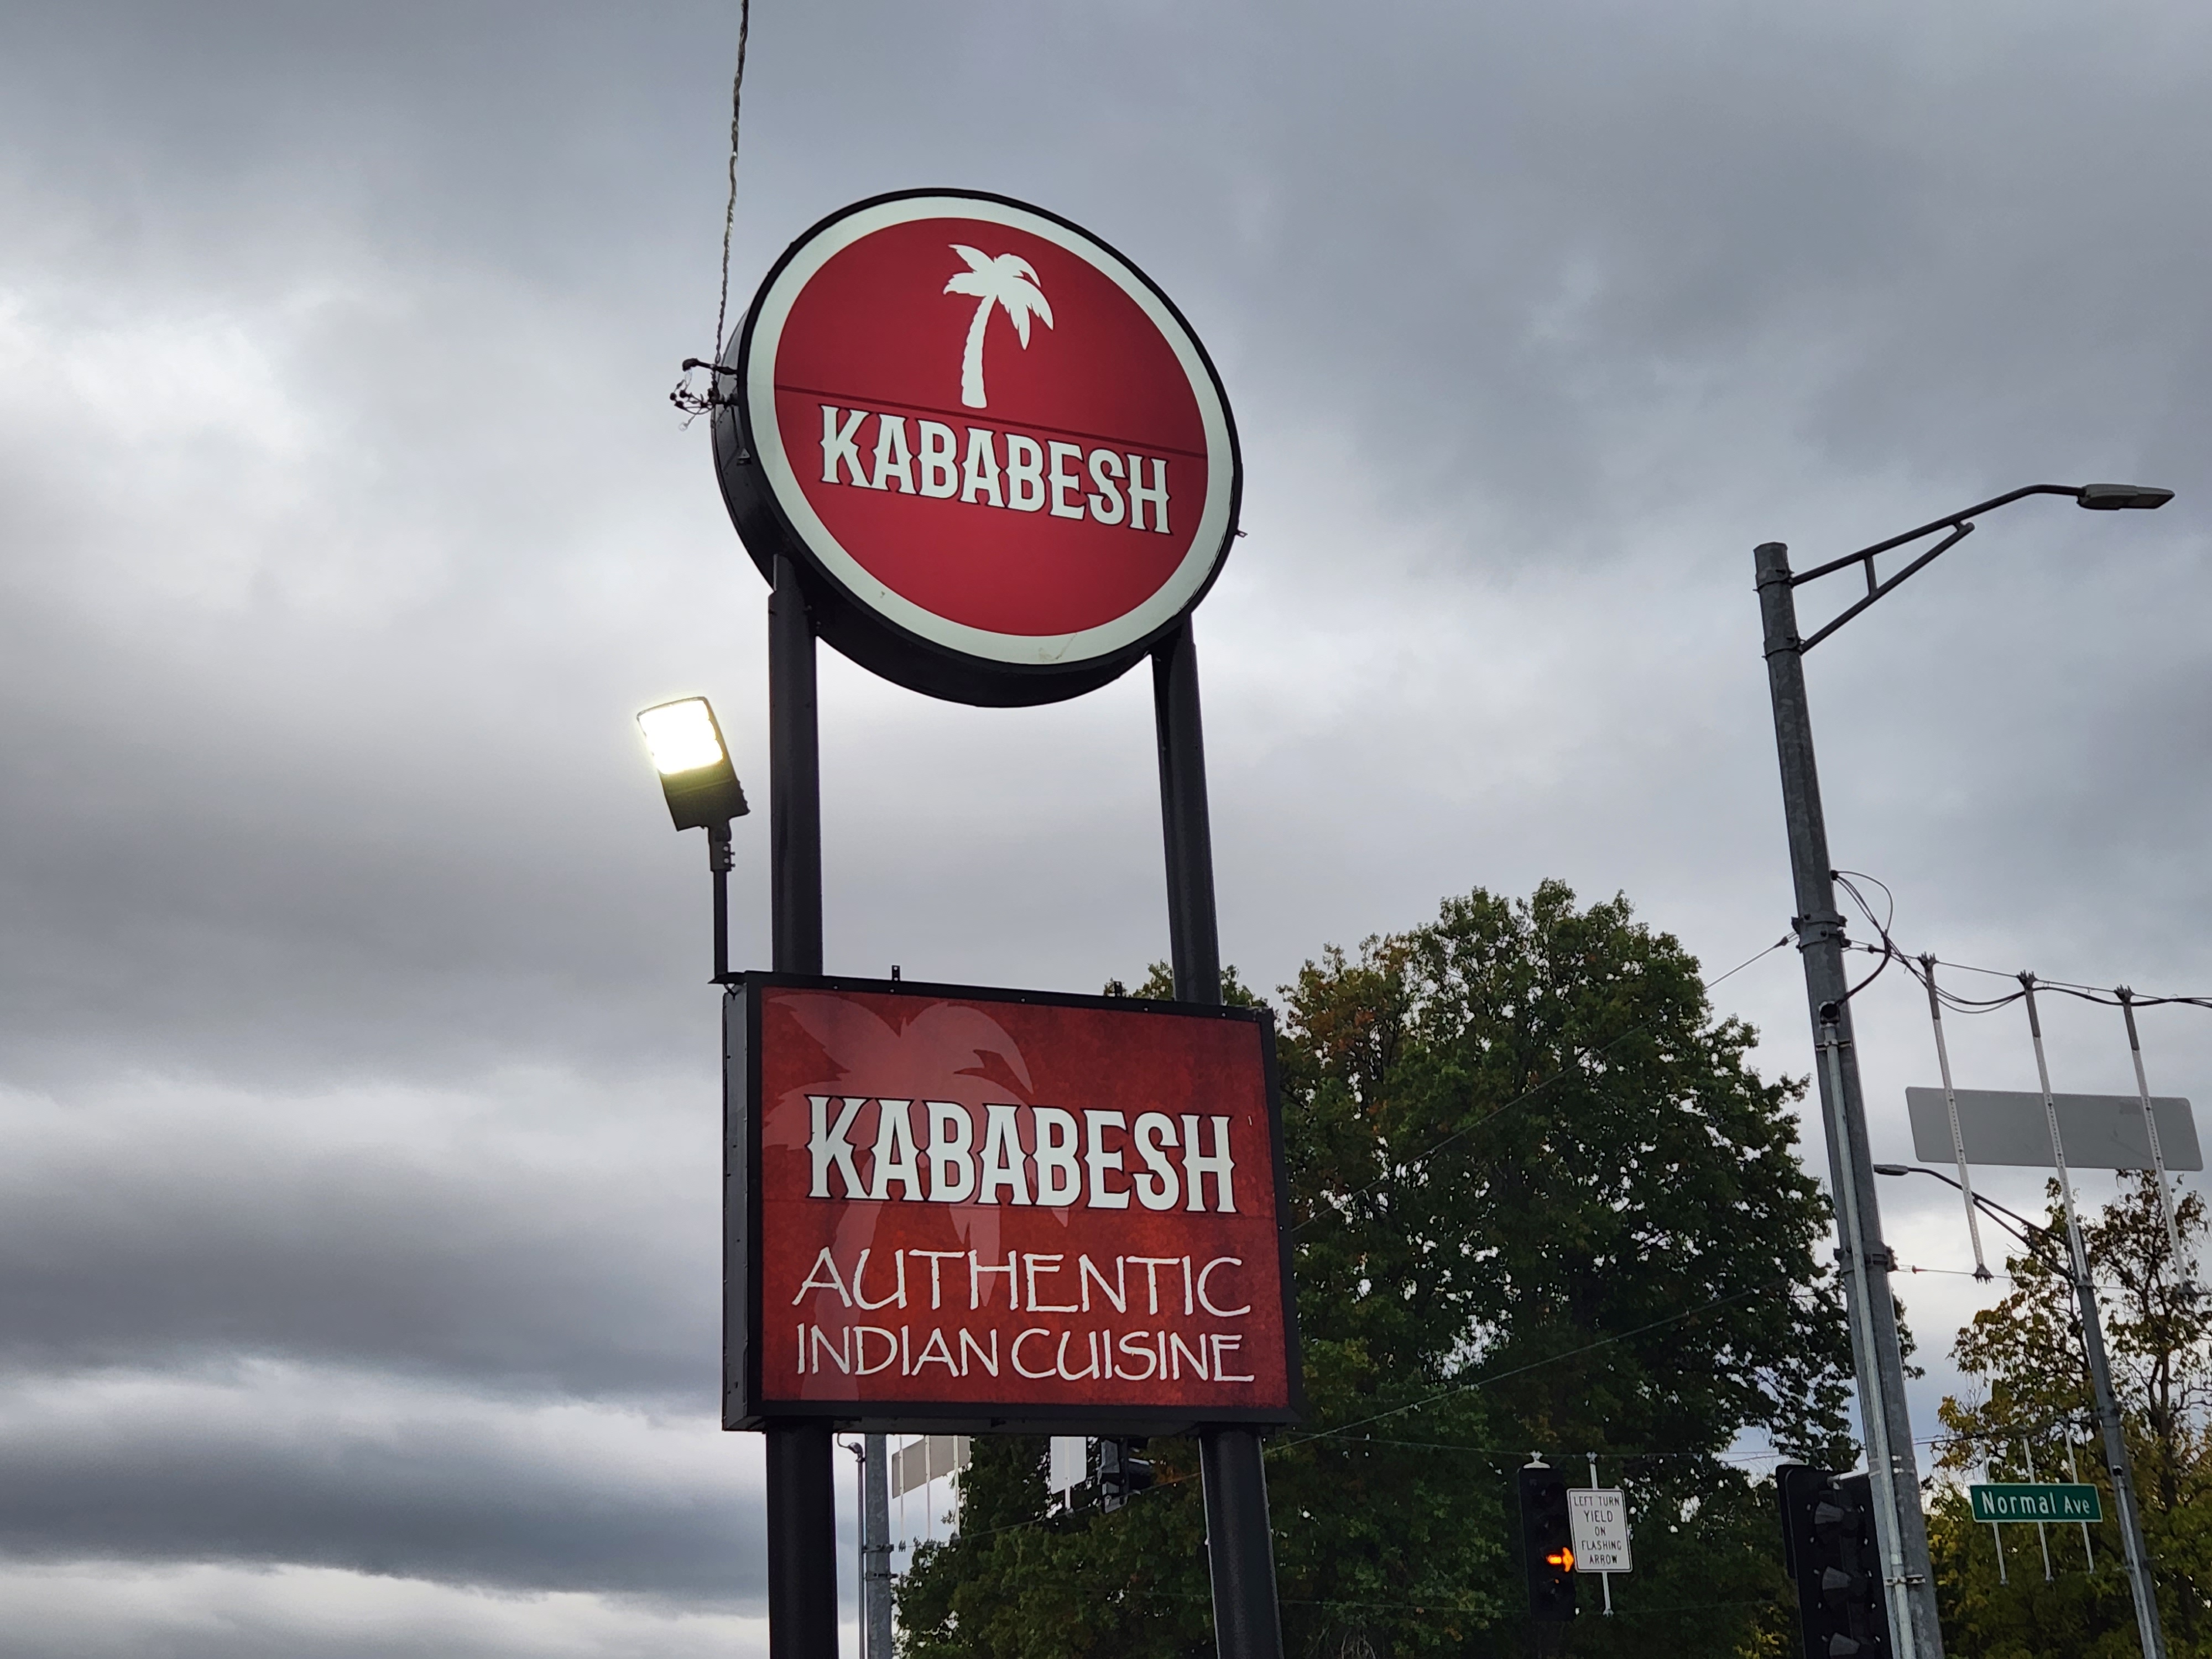 KABABESH
KABABESH
AUTHENTIC
INDIAN CUISINE
Normal Ave
LEFT TURN
YIELD
ON
FLASHING
ARROW